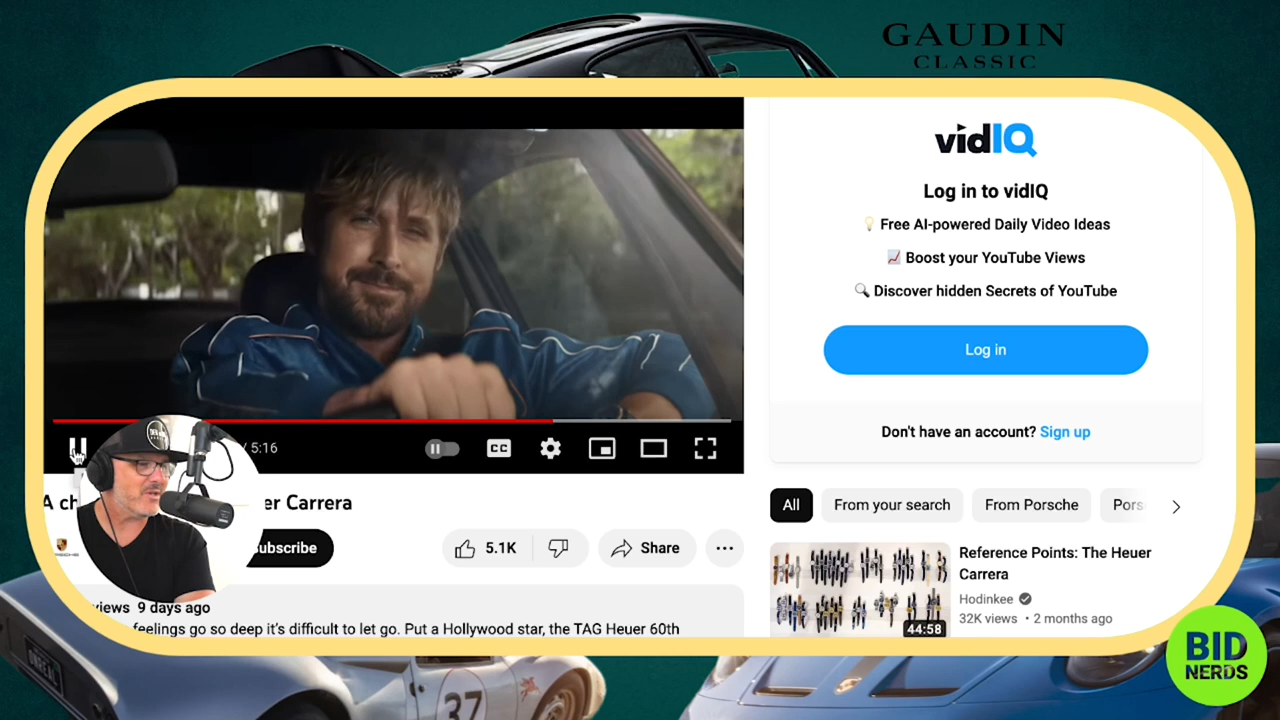 GAUDIN
CLASSIC
vidIQ
Log in to vidIQ
Free AI-powered Daily Video Ideas
Boost your YouTube Views
Discover hidden Secrets of YouTube
Log in
Don't have an account? Sign up
/ 5:16
CC
A ch
er Carrera
ubscribe
5.1K
Share
views 9 days ago
feelings go so deep it's difficult to let go. Put a Hollywood star, the TAG Heuer 60th
All
From your search
From Porsche
Pors
Reference Points: The Heuer
Carrera
Hodinkee
32K views • 2 months ago
44:58
37
BID
NERDS